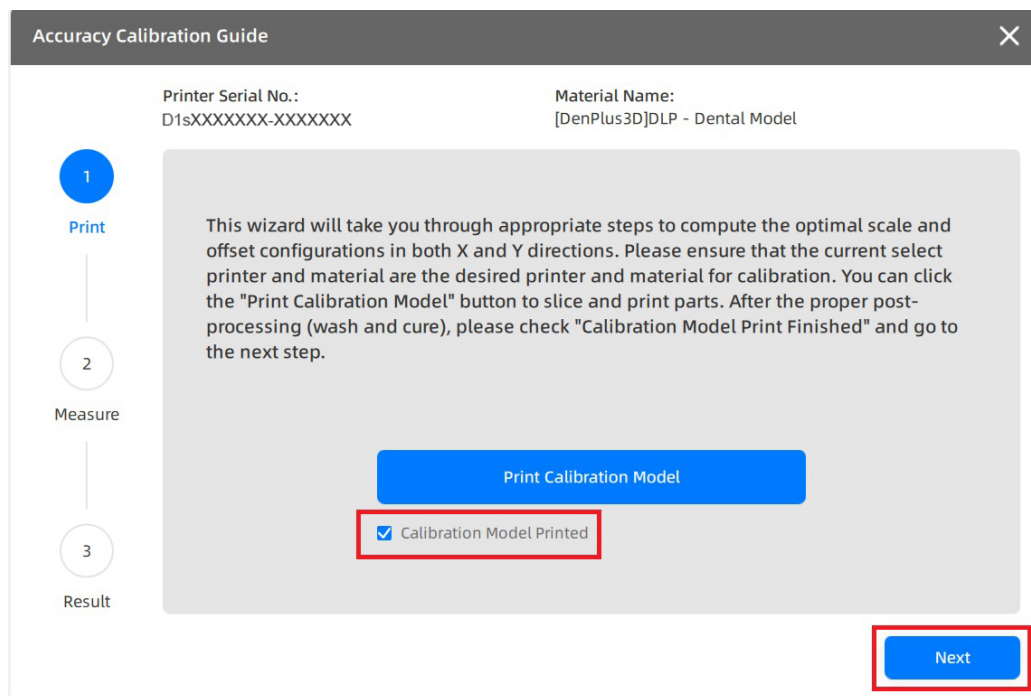 Accuracy Calibration Guide
Printer Serial No.:
D1sXXXXXXX-XXXXXXX
Material Name:
[DenPlus3D]DLP - Dental Model
1
Print
2
Measure
3
Result
This wizard will take you through appropriate steps to compute the optimal scale and
offset configurations in both X and Y directions. Please ensure that the current select
printer and material are the desired printer and material for calibration. You can click
the "Print Calibration Model" button to slice and print parts. After the proper post-
processing (wash and cure), please check "Calibration Model Print Finished" and go to
the next step.
Print Calibration Model
Calibration Model Printed
Next